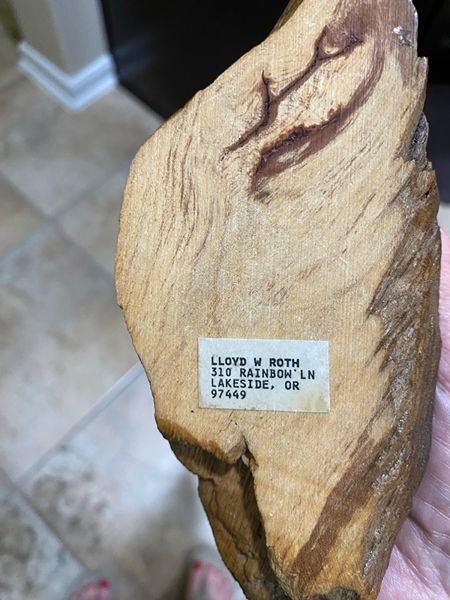 LLOYD W ROTH
310 RAINBOW LN
LAKESIDE, OR
97449